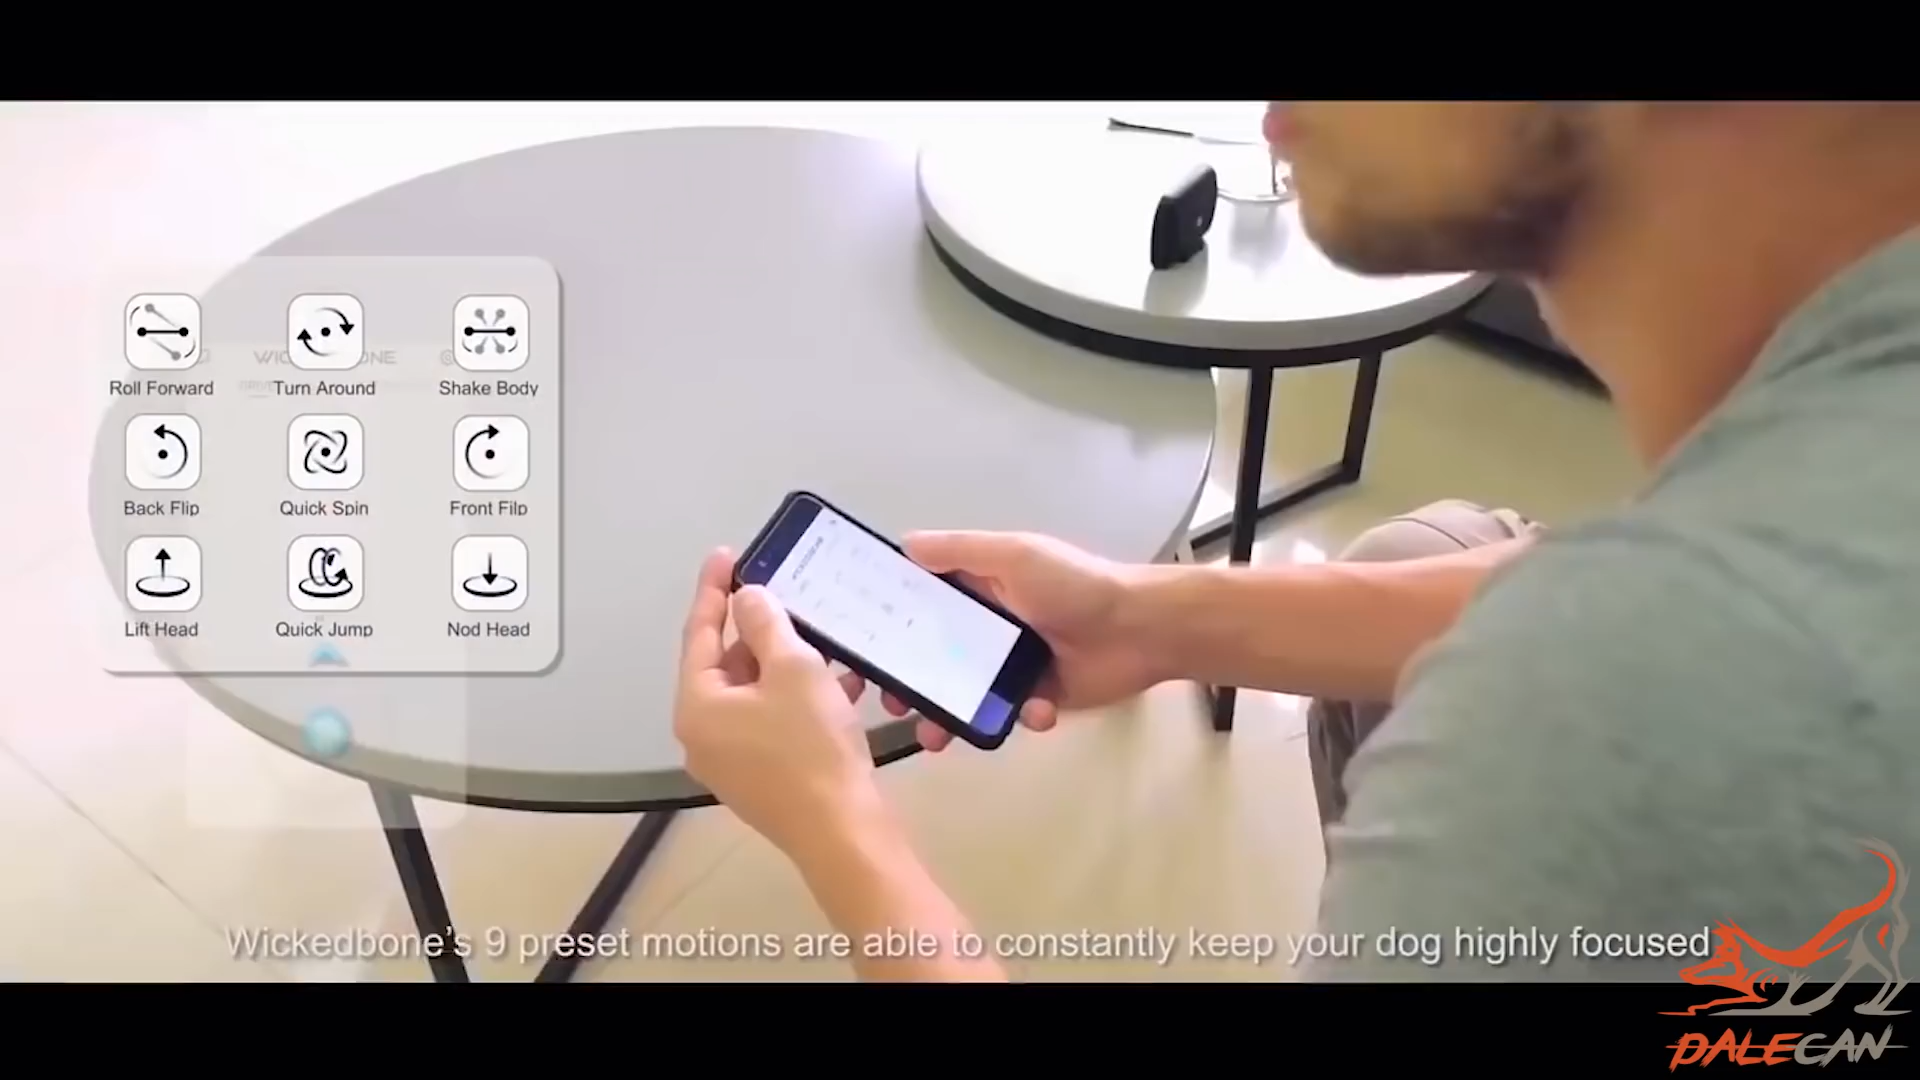 Roll Forward
Turn Around
Shake Body
Back Flip
Quick Spin
Front Filp
Lift Head
Quick Jump
Nod Head
Wickedbone's 9 preset motions are able to constantly keep your dog highly focused
DALECAN